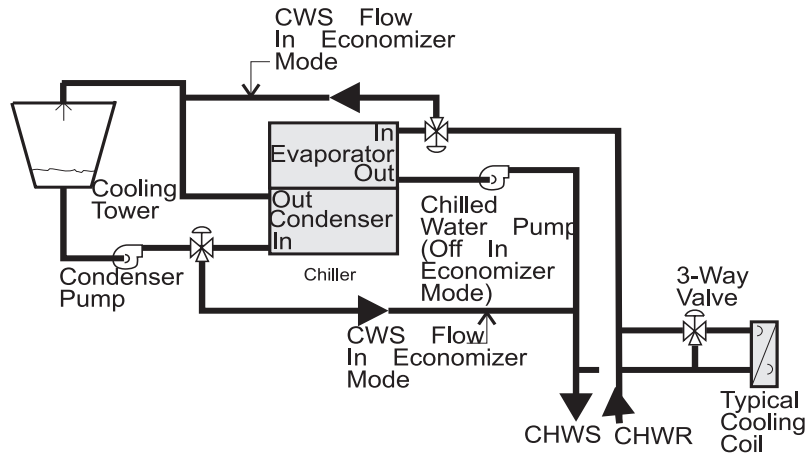 CWS Flow
In Economizer
Mode
In
Evaporator
Out
Cooling
Tower
Out
Condenser
In
Chilled
Water Pump
(Off In
Economizer
Mode)
Condenser
Pump
Chiller
3-Way
Valve
CWS Flow
In Economizer
Mode
Typical
Cooling
Coil
CHWS
CHWR